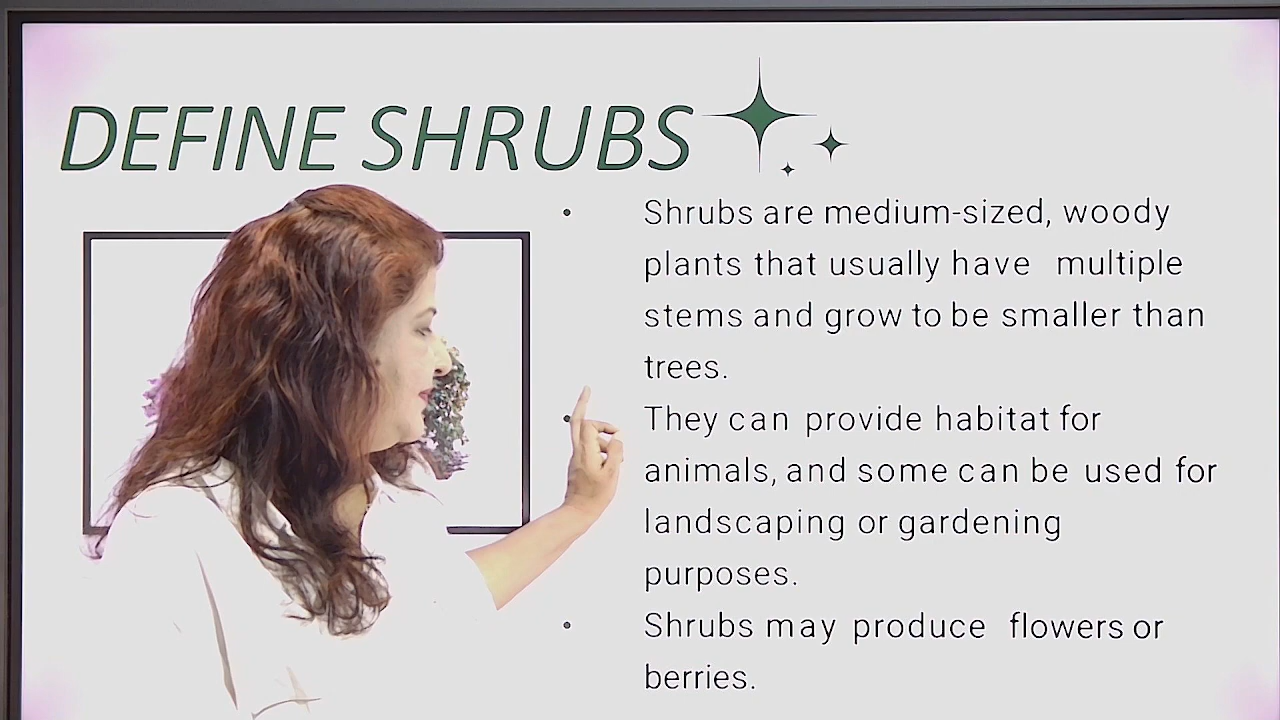 DEFINE SHRUBS
• Shrubs are medium-sized, woody
plants that usually have multiple
stems and grow to be smaller than
trees.
• They can provide habitat for
animals, and some can be used for
landscaping or gardening
purposes.
• Shrubs may produce flowers or
berries.